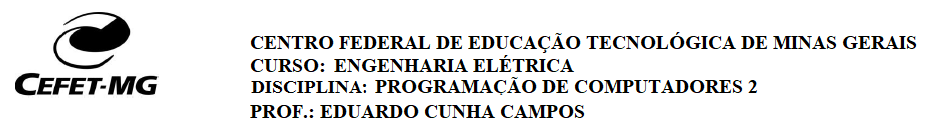 CEFET-MG
CENTRO FEDERAL DE EDUCAÇÃO TECNOLÓGICA DE MINAS GERAIS
CURSO: ENGENHARIA ELÉTRICA
DISCIPLINA: PROGRAMAÇÃO DE COMPUTADORES 2
PROF.: EDUARDO CUNHA CAMPOS